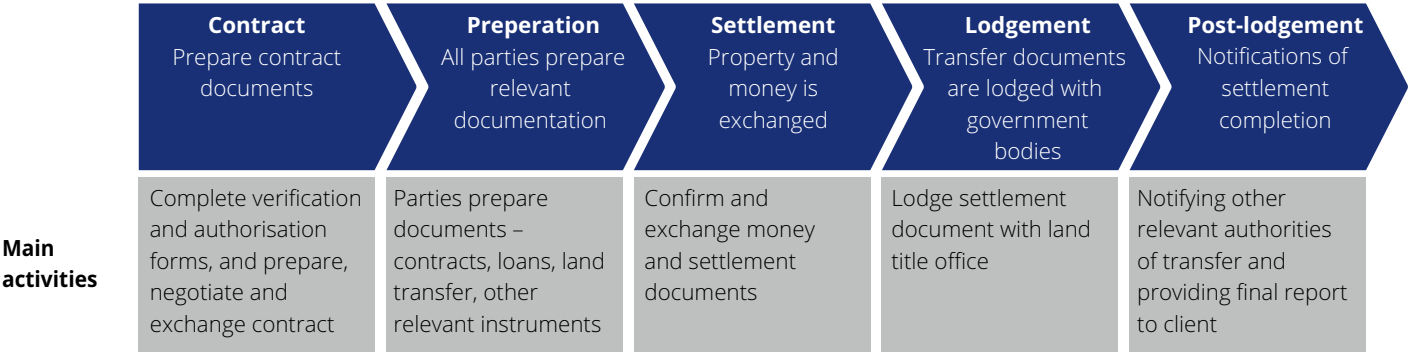 Contract
Prepare contract
documents
Preperation
All parties prepare
relevant
documentation
Settlement
Property and
money is
exchanged
Lodgement
Transfer documents
are lodged with
government
bodies
Post-lodgement
Notifications of
settlement
completion
Main
activities
Complete verification
and authorisation
forms, and prepare,
negotiate and
exchange contract
Parties prepare
documents –
contracts, loans, land
transfer, other
relevant instruments
Confirm and
exchange money
and settlement
documents
Lodge settlement
document with land
title office
Notifying other
relevant authorities
of transfer and
providing final report
to client